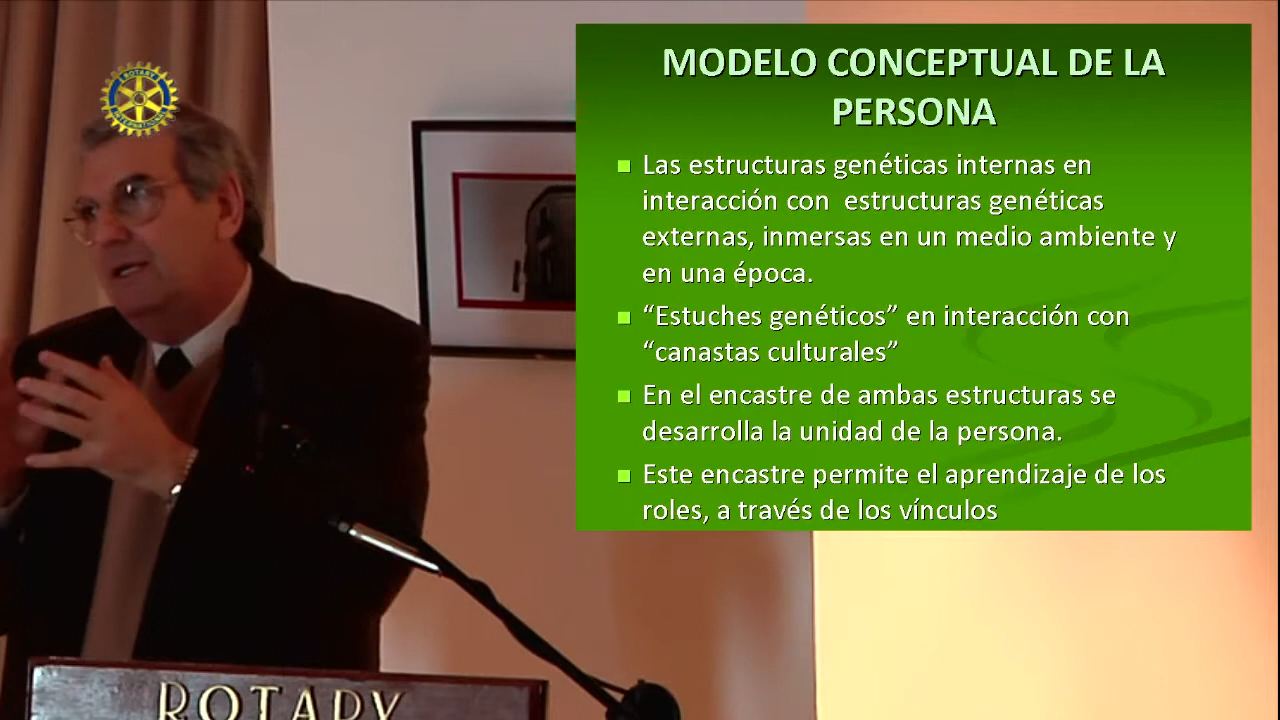 ROTARY
INTERNATIONAL
MODELO CONCEPTUAL DE LA
PERSONA
Las estructuras genéticas internas en
interacción con  estructuras genéticas
externas, inmersas en un medio ambiente y
en una época.
“Estuches genéticos” en interacción con
“canastas culturales”
En el encastre de ambas estructuras se
desarrolla la unidad de la persona.
Este encastre permite el aprendizaje de los
roles, a través de los vínculos
ROTARY